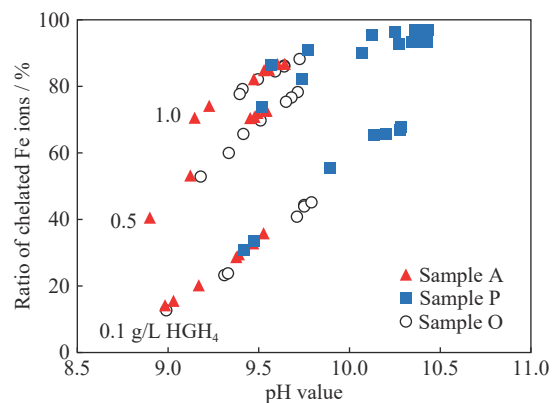 Ratio of chelated Fe ions / %
100
80
60
40
20
0
1.0
0.5
0.1 g/L HGH₄
Sample A
Sample P
Sample O
8.5 9.0 9.5 10.0 10.5 11.0
pH value